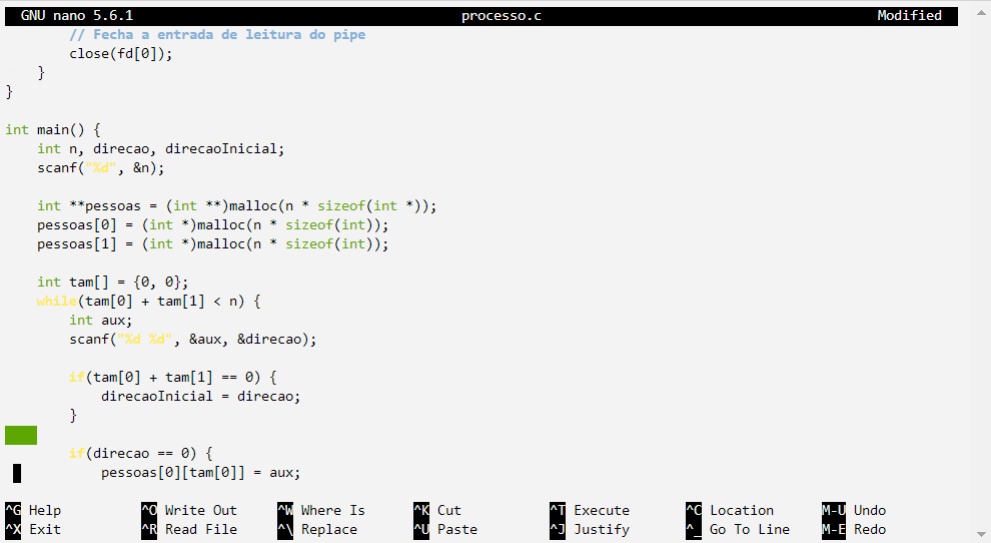 GNU nano 5.6.1 processo.c Modified
        // Fecha a entrada de leitura do pipe
        close(fd[0]);
    }
}
int main() {
    int n, direcao, direcaoInicial;
    scanf("%d", &n);
    int **pessoas = (int **)malloc(n * sizeof(int *));
    pessoas[0] = (int *)malloc(n * sizeof(int));
    pessoas[1] = (int *)malloc(n * sizeof(int));
    int tam[] = {0, 0};
    while(tam[0] + tam[1] < n) {
        int aux;
        scanf("%d %d", &aux, &direcao);
        if(tam[0] + tam[1] == 0) {
            direcaoInicial = direcao;
        }
        if(direcao == 0) {
            pessoas[0][tam[0]] = aux;
^G Help ^O Write Out ^W Where Is ^K Cut ^T Execute ^C Location M-U Undo
^X Exit ^R Read File ^\ Replace ^U Paste ^J Justify ^_ Go To Line M-E Redo